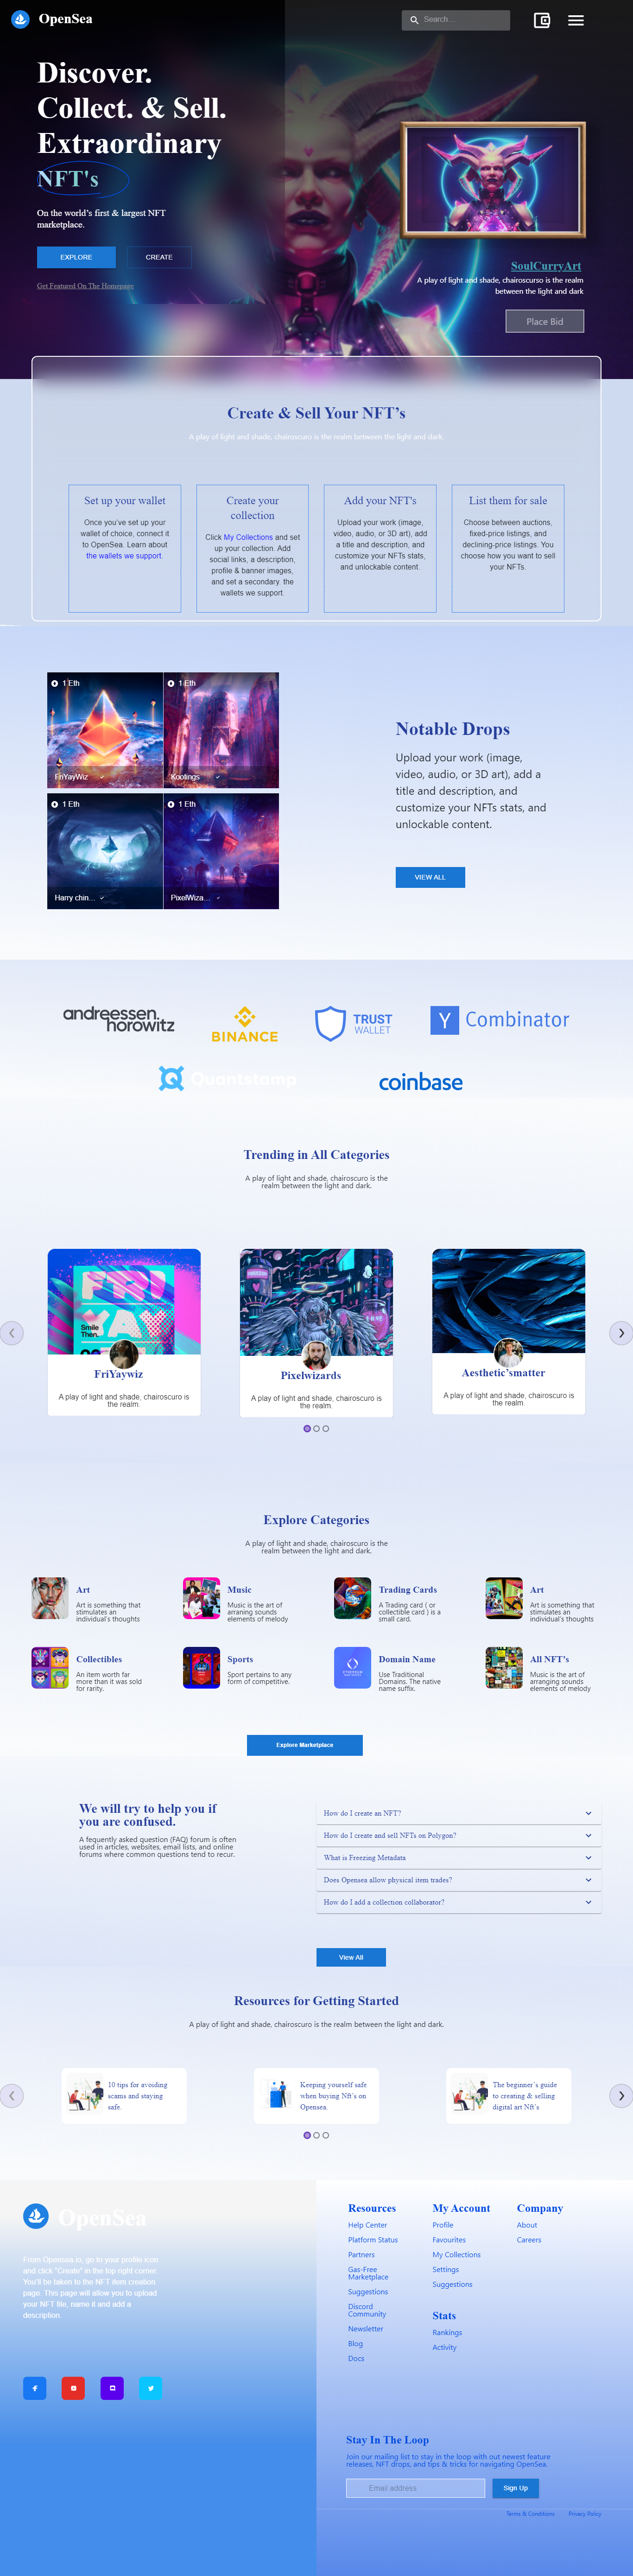 OpenSea
Search…
Discover.
Collect. & Sell.
Extraordinary
NFT's
On the world's first & largest NFT
marketplace.
EXPLORE
CREATE
Get Featured On The Homepage
SoulCurryArt
A play of light and shade, chairoscurso is the realm
between the light and dark
Place Bid
Create & Sell Your NFT's
A play of light and shade, chairoscuro is the realm between the light and dark.
Set up your wallet
Once you've set up your
wallet of choice, connect it
to OpenSea. Learn about
the wallets we support.
Create your
collection
Click My Collections and set
up your collection. Add
social links, a description,
profile & banner images,
and set a secondary. the
wallets we support.
Add your NFT's
Upload your work (image,
video, audio, or 3D art), add
a title and description, and
customize your NFTs stats,
and unlockable content.
List them for sale
Choose between auctions,
fixed-price listings, and
declining-price listings. You
choose how you want to sell
your NFTs.
1 Eth
FriYayWiz
1 Eth
Kootings
1 Eth
Harry chin...
1 Eth
PixelWiza...
Notable Drops
Upload your work (image,
video, audio, or 3D art), add a
title and description, and
customize your NFTs stats, and
unlockable content.
VIEW ALL
andreessen.
horowitz
BINANCE
TRUST
WALLET
Y Combinator
Quantstamp
coinbase
Trending in All Categories
A play of light and shade, chairoscuro is the
realm between the light and dark.
FRI
YAY
Smile
Then.
FriYaywiz
A play of light and shade, chairoscuro is
the realm.
Pixelwizards
A play of light and shade, chairoscuro is
the realm.
Aesthetic'smatter
A play of light and shade, chairoscuro is
the realm
Explore Categories
A play of light and shade, chairoscuro is the
realm between the light and dark.
Art
Art is something that
stimulates an
individual's thoughts
Music
Music is the art of
arraning sounds
elements of melody
Trading Cards
A Trading card ( or
collectible card ) is a
small card.
Art
Art is something that
stimulates an
individual's thoughts
Collectibles
An item worth far
more than it was sold
for rarity.
Sports
Sport pertains to any
form of competitive.
Domain Name
Use Traditional
Domains. The native
name suffix.
All NFT's
Music is the art of
arranging sounds
elements of melody
Explore Marketplace
We will try to help you if
you are confused.
A fequently asked question (FAQ) forum is often
used in articles, websites, email lists, and online
forums where common questions tend to recur.
How do I create an NFT?
How do I create and sell NFTs on Polygon?
What is Freezing Metadata
Does Opensea allow physical item trades?
How do I add a collection collaborator?
View All
Resources for Getting Started
A play of light and shade, chairoscuro is the realm between the light and dark.
10 tips for avoiding
scams and staying
safe.
Keeping yourself safe
when buying Nft's on
Opensea.
The beginner's guide
to creating & selling
digital art Nft's
OpenSea
From Opensea.io, go to your profile icon
and click "Create" in the top right corner.
You'll be taken to the NFT item creation
page. This page will allow you to upload
your NFT file, name it and add a
description.
Resources
Help Center
Platform Status
Partners
Gas-Free
Marketplace
Suggestions
Discord
Community
Newsletter
Blog
Docs
My Account
Profile
Favourites
My Collections
Settings
Suggestions
Stats
Rankings
Activity
Company
About
Careers
Stay In The Loop
Join our mailing list to stay in the loop with out newest feature
releases, NFT drops, and tips & tricks for navigating OpenSea.
Email address
Sign Up
Terms & Conditions
Privacy Policy